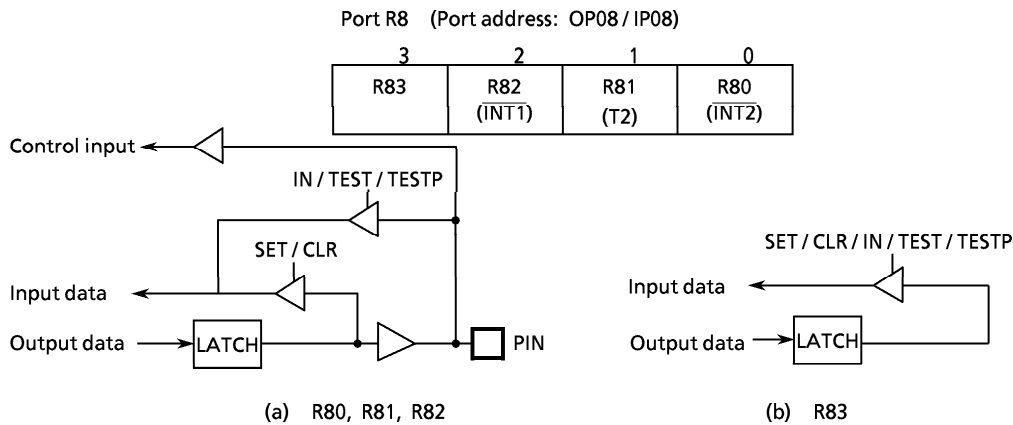 Port R8 (Port address: OP08 / IP08)
3 2 1 0
R83 R82 R81 R80
(INT1) (T2) (INT2)
Control input
IN / TEST / TESTP
SET / CLR
Input data
Output data LATCH PIN
(a) R80, R81, R82
SET / CLR / IN / TEST / TESTP
Input data
Output data LATCH
(b) R83